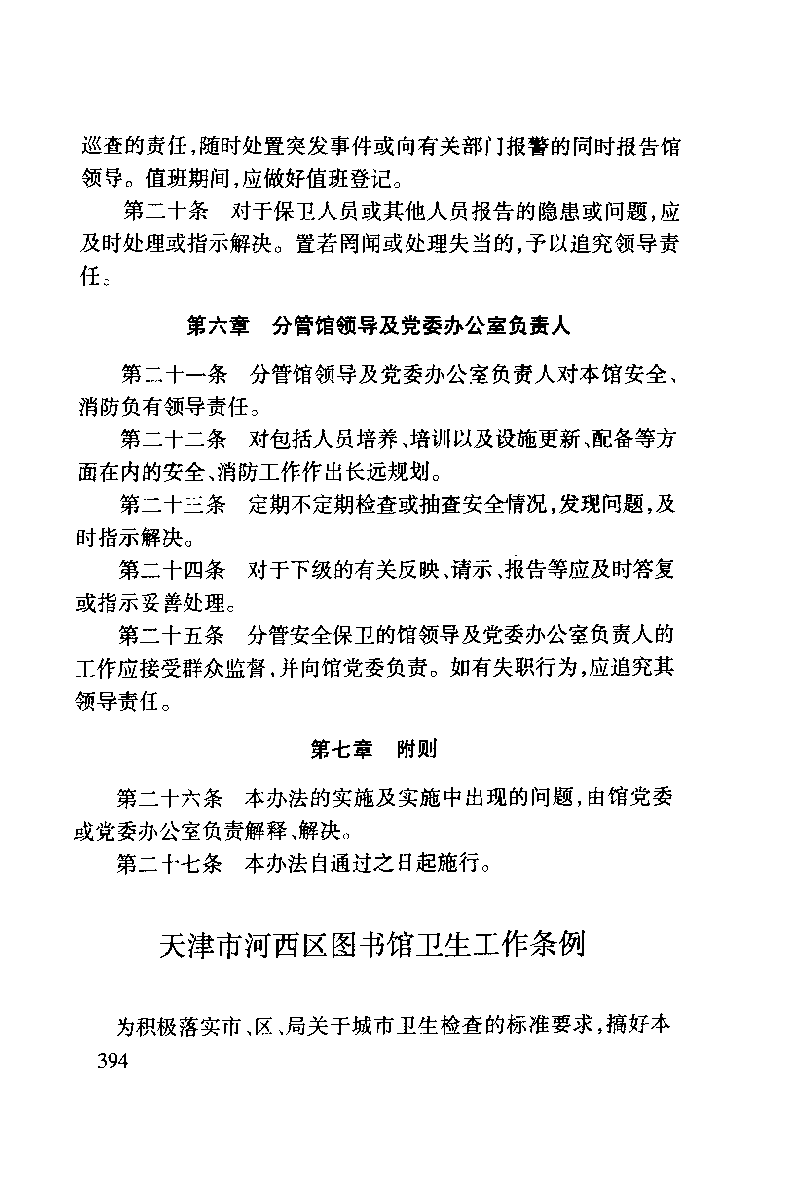 巡查的责任,随时处置突发事件或向有关部门报警的同时报告馆
领导。值班期间,应做好值班登记。
第二十条　对于保卫人员或其他人员报告的隐患或问题,应
及时处理或指示解决。置若罔闻或处理失当的,予以追究领导责
任。
第六章　分管馆领导及党委办公室负责人
第二十一条　分管馆领导及党委办公室负责人对本馆安全、
消防负有领导责任。
第二十二条　对包括人员培养、培训以及设施更新、配备等方
面在内的安全、消防工作作出长远规划。
第二十三条　定期不定期检查或抽查安全情况,发现问题,及
时指示解决。
第二十四条　对于下级的有关反映、请示、报告等应及时答复
或指示妥善处理。
第二十五条　分管安全保卫的馆领导及党委办公室负责人的
工作应接受群众监督,并向馆党委负责。如有失职行为,应追究其
领导责任。
第七章　附则
第二十六条　本办法的实施及实施中出现的问题,由馆党委
或党委办公室负责解释、解决。
第二十七条　本办法自通过之日起施行。
天津市河西区图书馆卫生工作条例
为积极落实市、区、局关于城市卫生检查的标准要求,搞好本
394